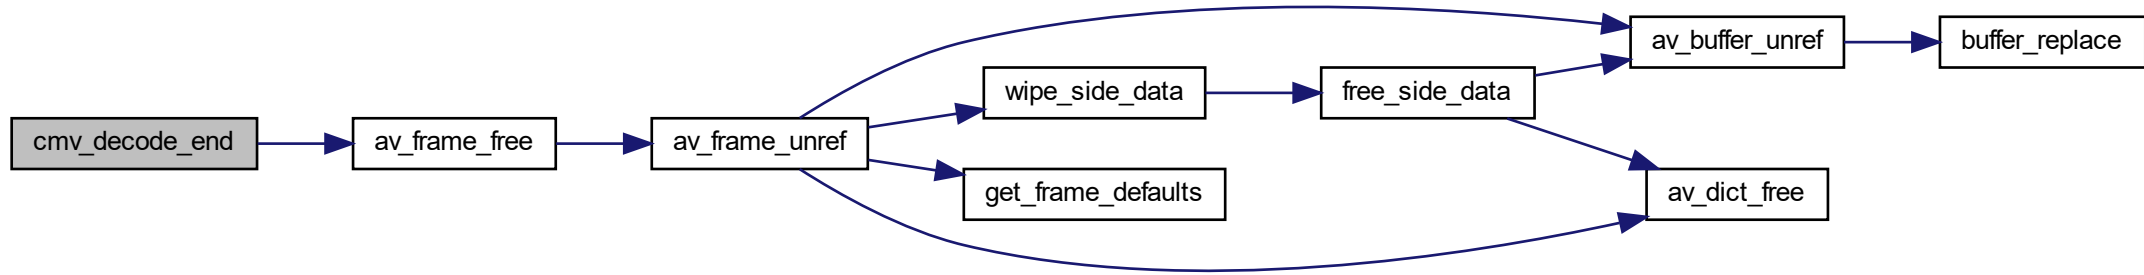 cmv_decode_end
av_frame_free
av_frame_unref
wipe_side_data
get_frame_defaults
free_side_data
av_buffer_unref
av_dict_free
buffer_replace